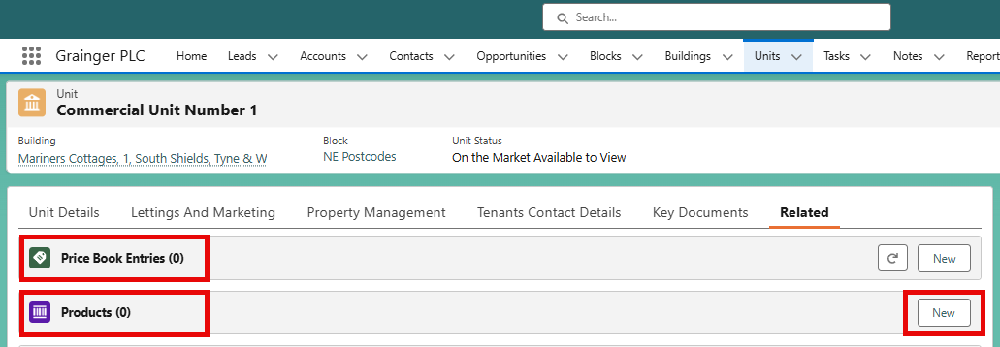 Search...
Grainger PLC Home Leads Accounts Contacts Opportunities Blocks Buildings Units Tasks Notes Report
Unit
Commercial Unit Number 1
Building Block Unit Status
Mariners Cottages, 1, South Shields, Tyne & W NE Postcodes On the Market Available to View
Unit Details Lettings And Marketing Property Management Tenants Contact Details Key Documents Related
Price Book Entries (0) New
Products (0) New